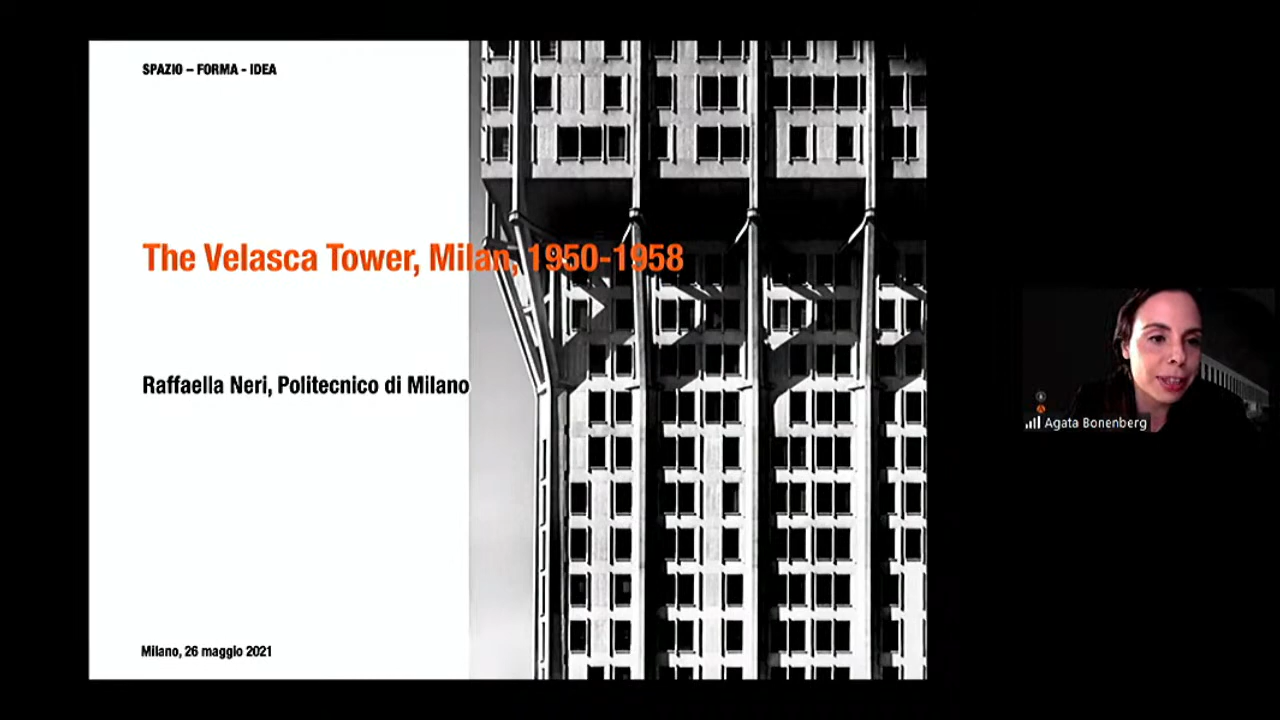 SPAZIO – FORMA - IDEA
The Velasca Tower, Milan, 1950-1958
Raffaella Neri, Politecnico di Milano
Agata Bonenberg
Milano, 26 maggio 2021